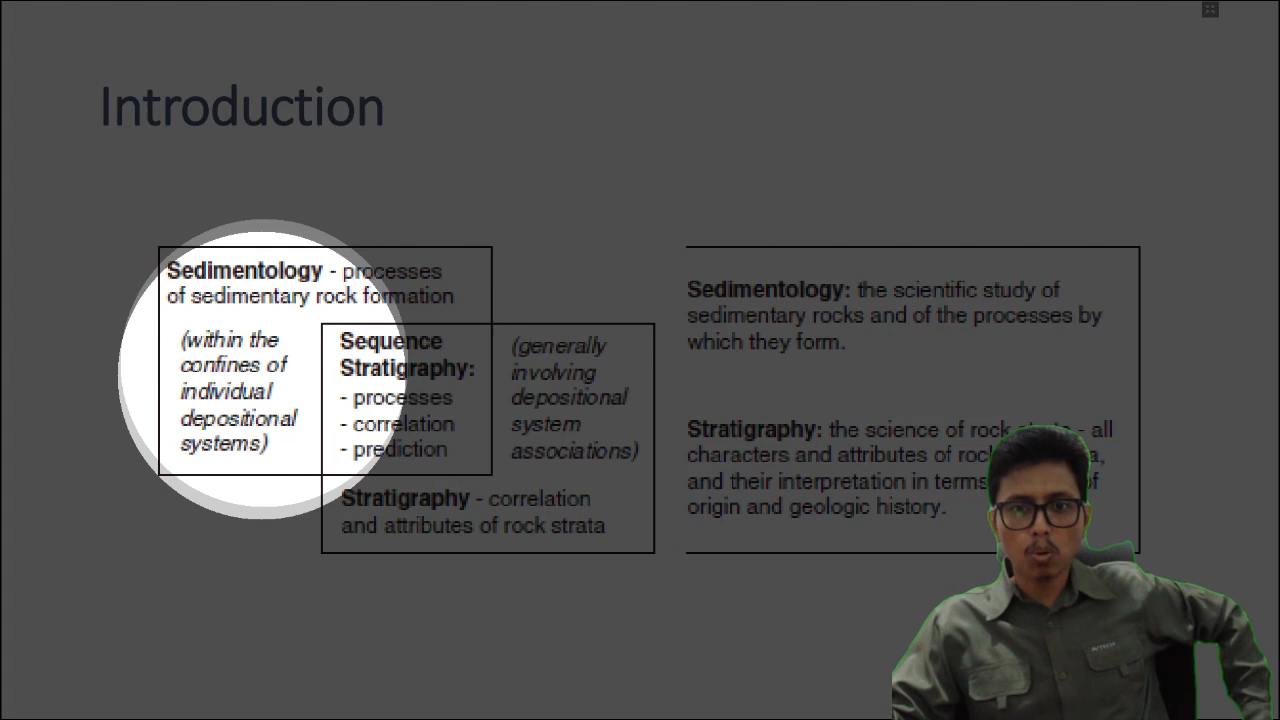 Introduction
Sedimentology - processes
of sedimentary rock formation
(within the
confines of
individual
depositional
systems)
Sequence
Stratigraphy:
- processes
- correlation
- prediction
(generally
involving
depositional
system
associations)
Stratigraphy - correlation
and attributes of rock strata
Sedimentology: the scientific study of
sedimentary rocks and of the processes by
which they form.
Stratigraphy: the science of rock strata - all
characters and attributes of
and their interpretation in terms of
origin and geologic history.